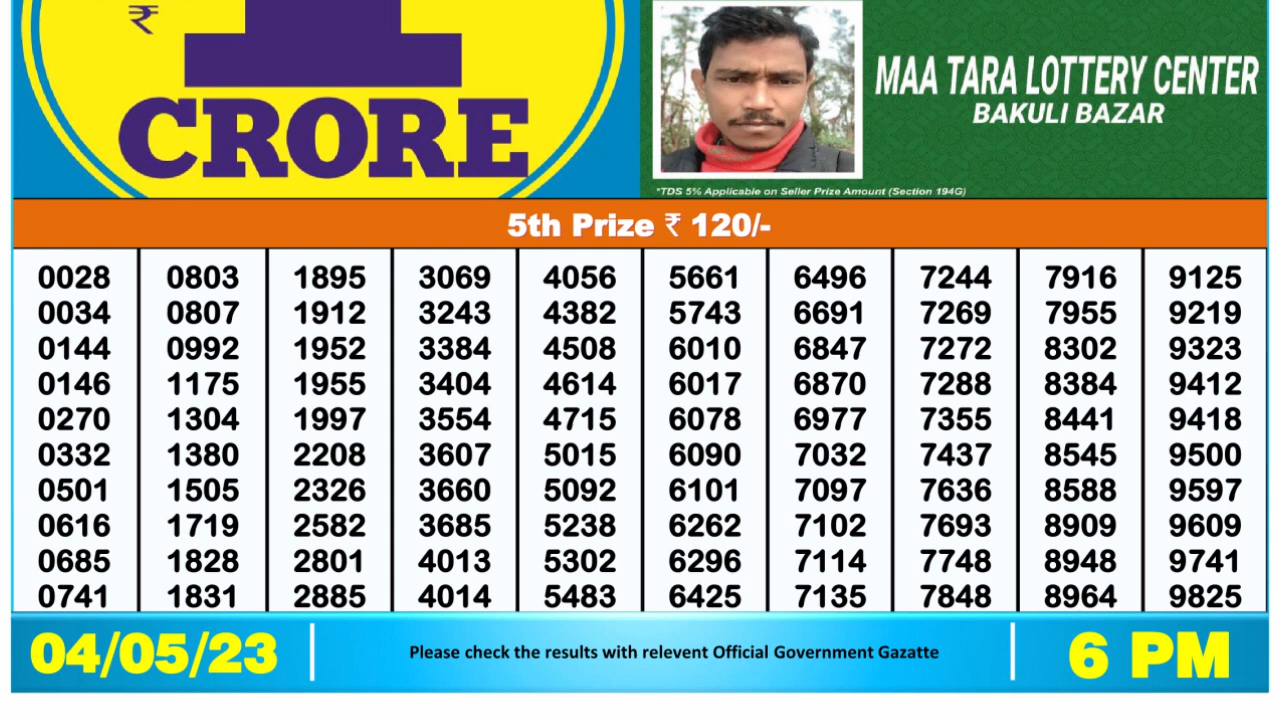 ₹ 1
CRORE
MAA TARA LOTTERY CENTER
BAKULI BAZAR
*TDS 5% Applicable on Seller Prize Amount (Section 194G)
5th Prize ₹ 120/-
0028 0803 1895 3069 4056 5661 6496 7244 7916 9125
0034 0807 1912 3243 4382 5743 6691 7269 7955 9219
0144 0992 1952 3384 4508 6010 6847 7272 8302 9323
0146 1175 1955 3404 4614 6017 6870 7288 8384 9412
0270 1304 1997 3554 4715 6078 6977 7355 8441 9418
0332 1380 2208 3607 5015 6090 7032 7437 8545 9500
0501 1505 2326 3660 5092 6101 7097 7636 8588 9597
0616 1719 2582 3685 5238 6262 7102 7693 8909 9609
0685 1828 2801 4013 5302 6296 7114 7748 8948 9741
0741 1831 2885 4014 5483 6425 7135 7848 8964 9825
04/05/23 Please check the results with relevent Official Government Gazatte 6 PM